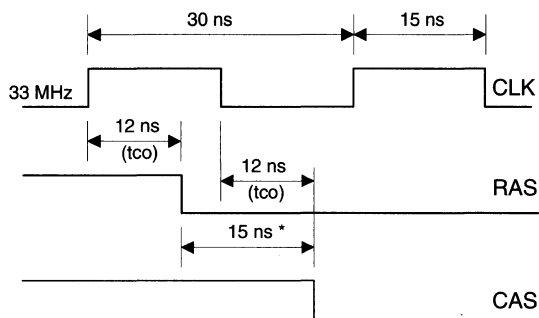 30 ns
15 ns
33 MHz
CLK
12 ns
(tco)
12 ns
(tco)
RAS
15 ns *
CAS